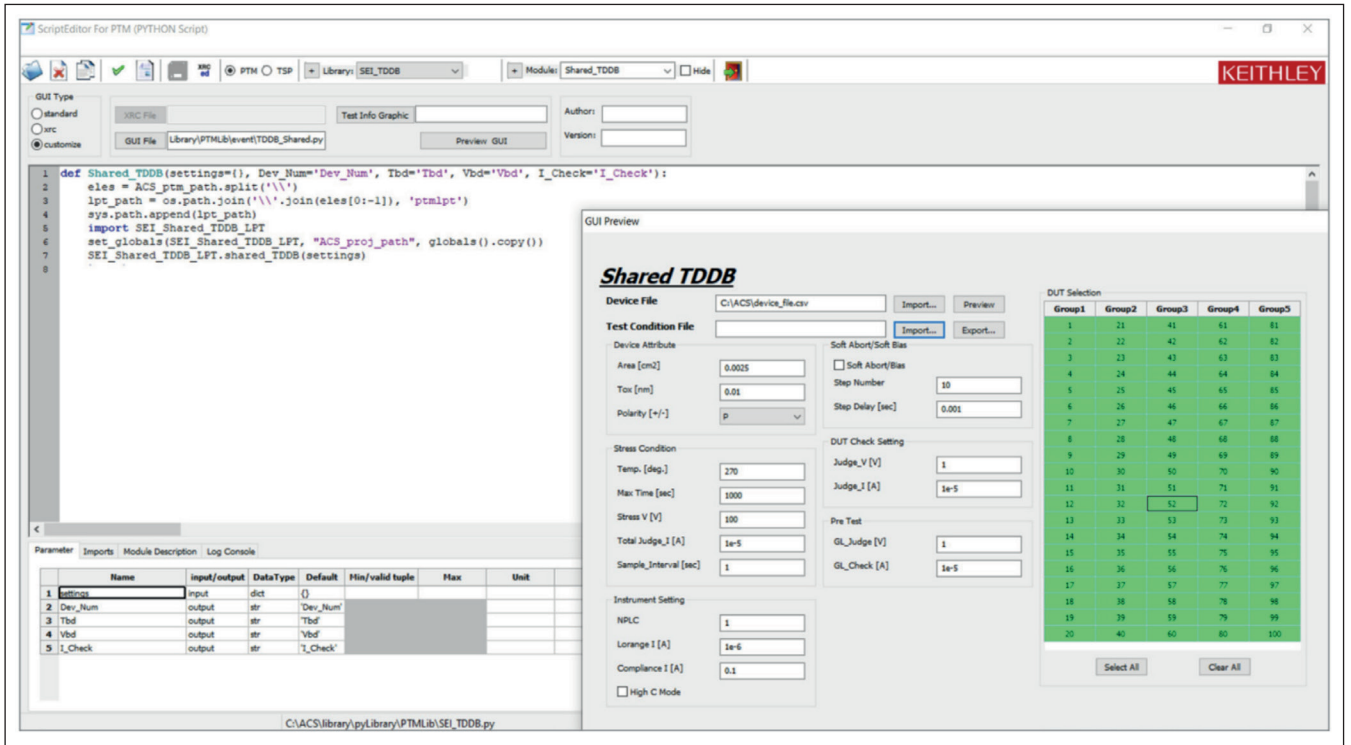 ScriptEditor For PTM (PYTHON Script)
PTM TSP + Library: SEI_TDDB + Module: Shared_TDDB Hide
KEITHLEY
GUI Type
standard
xrc
customize
XRC File
Test Info Graphic
GUI File Library\PTMLib\event\TDDB_Shared.py Preview GUI
Author:
Version:
1 def Shared_TDDB(settings={}, Dev_Num='Dev_Num', Tbd='Tbd', Vbd='Vbd', I_Check='I_Check'):
2 eles = ACS_ptm_path.split('\\')
3 lpt_path = os.path.join('\\'.join(eles[0:-1]), 'ptmlpt')
4 sys.path.append(lpt_path)
5 import SEI_Shared_TDDB_LPT
6 set_globals(SEI_Shared_TDDB_LPT, "ACS_proj_path", globals().copy())
7 SEI_Shared_TDDB_LPT.shared_TDDB(settings)
8
Parameter Imports Module Description Log Console
Name input/output DataType Default Min/valid tuple Max Unit
1 settings input dict {}
2 Dev_Num output str 'Dev_Num'
3 Tbd output str 'Tbd'
4 Vbd output str 'Vbd'
5 I_Check output str 'I_Check'
C:\ACS\library\pyLibrary\PTMLib\SEI_TDDB.py
GUI Preview
Shared TDDB
Device File C:\ACS\device_file.csv Import... Preview
Test Condition File Import... Export...
Device Attribute
Area [cm2] 0.0025
Tox [nm] 0.01
Polarity [+/-] p
Stress Condition
Temp. [deg.] 270
Max Time [sec] 1000
Stress V [V] 100
Total Judge_I [A] 1e-5
Sample_Interval [sec] 1
Instrument Setting
NPLC 1
Lorange I [A] 1e-6
Compliance I [A] 0.1
High C Mode
Soft Abort/Soft Bias
Soft Abort/Bias
Step Number 10
Step Delay [sec] 0.001
DUT Check Setting
Judge_V [V] 1
Judge_I [A] 1e-5
Pre Test
GL_Judge [V] 1
GL_Check [A] 1e-5
DUT Selection
Group1 Group2 Group3 Group4 Group5
1 21 41 61 81
2 22 42 62 82
3 23 43 63 83
4 24 44 64 84
5 25 45 65 85
6 26 46 66 86
7 27 47 67 87
8 28 48 68 88
9 29 49 69 89
10 30 50 70 90
11 31 51 71 91
12 32 52 72 92
13 33 53 73 93
14 34 54 74 94
15 35 55 75 95
16 36 56 76 96
17 37 57 77 97
18 38 58 78 98
19 39 59 79 99
20 40 60 80 100
Select All Clear All